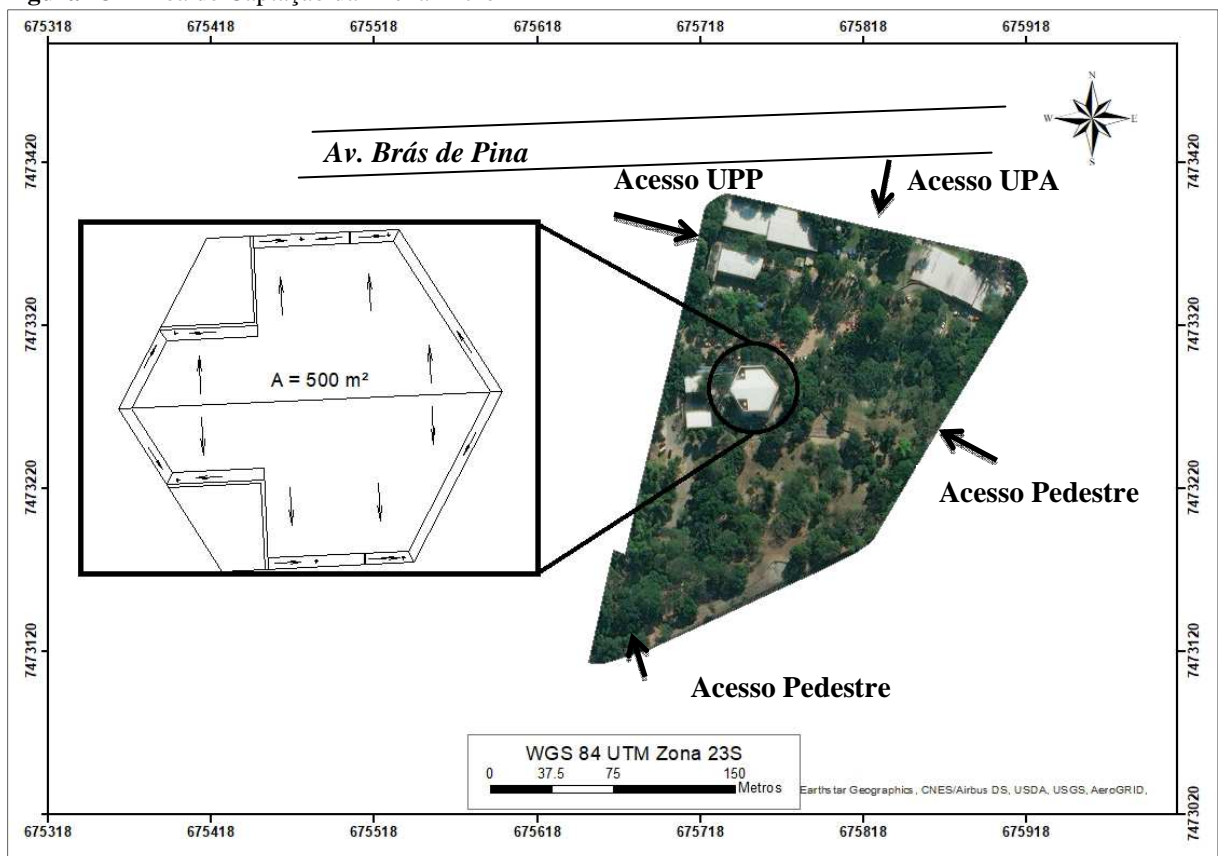 675318 675418 675518 675618 675718 675818 675918
N
W E
S
7473420 7473420
Av. Brás de Pina
Acesso UPP
Acesso UPA
7473320 7473320
A = 500 m²
7473220 7473220
Acesso Pedestre
7473120 7473120
Acesso Pedestre
WGS 84 UTM Zona 23S
0 37.5 75 150
Metros
Earthstar Geographics, CNES/Airbus DS, USDA, USGS, AeroGRID,
7473020 7473020
675318 675418 675518 675618 675718 675818 675918